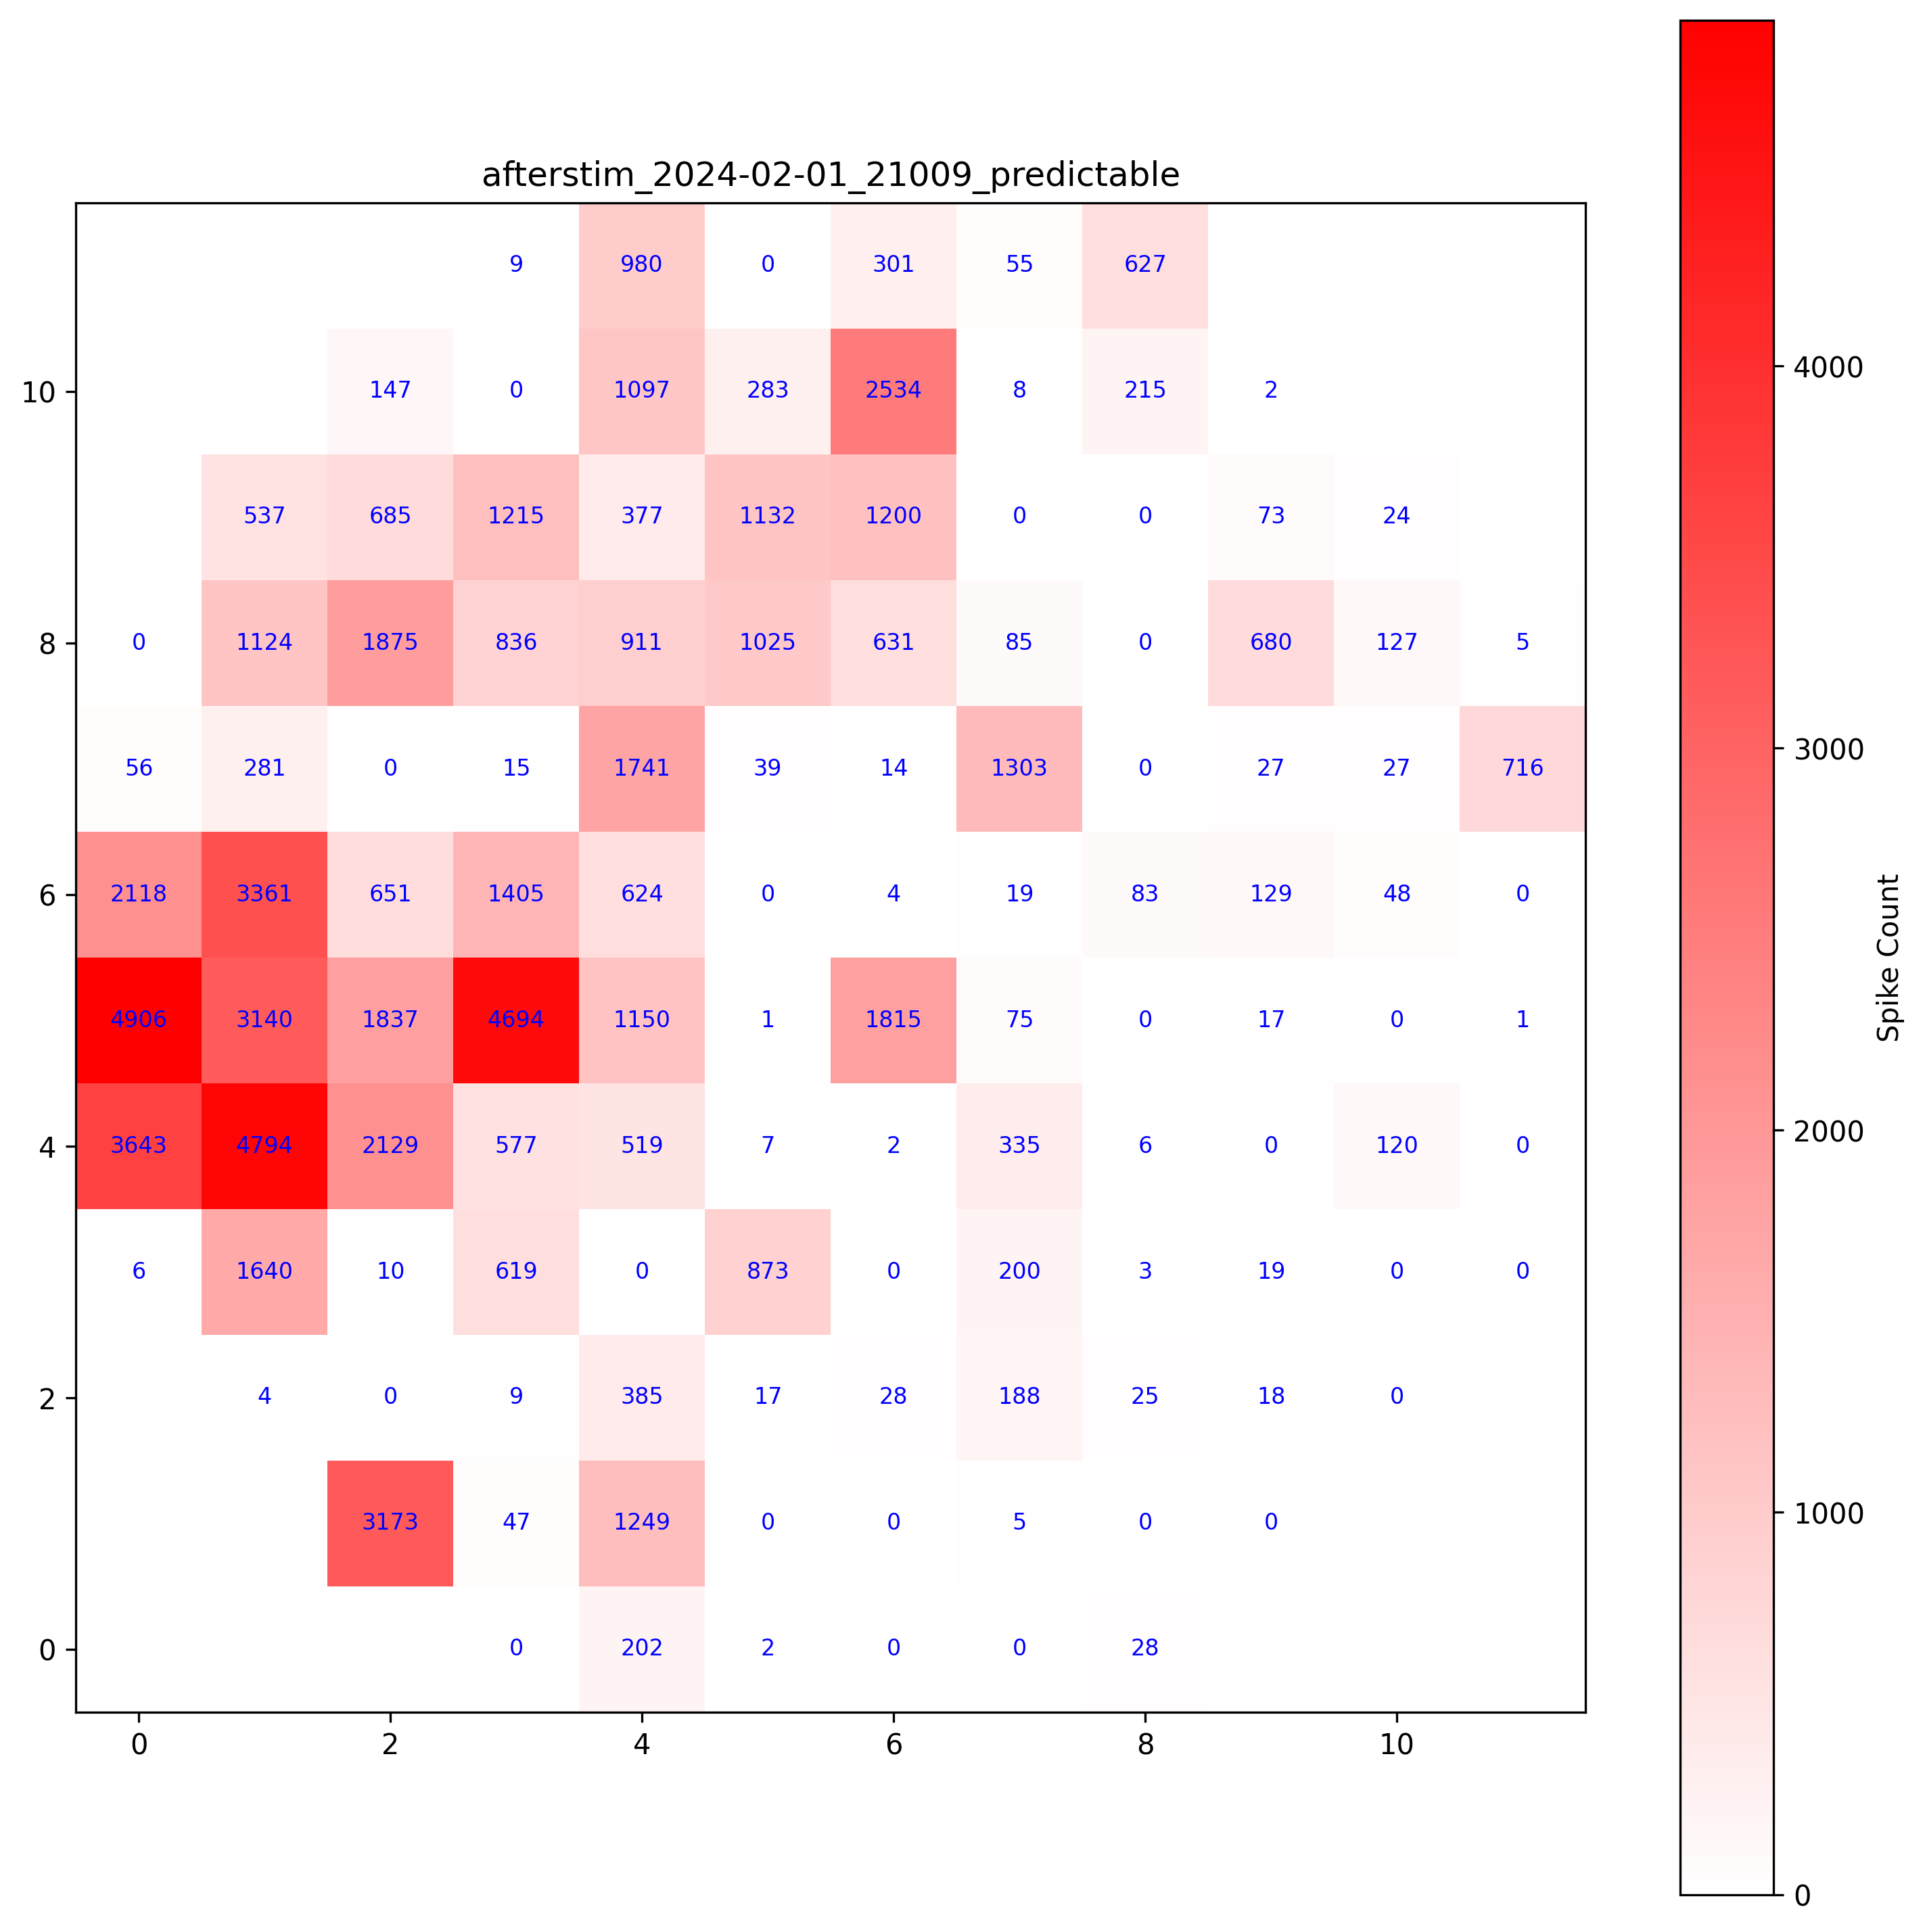 afterstim_2024-02-01_21009_predictable
9 980 0 301 55 627
10 147 0 1097 283 2534 8 215 2 4000
537 685 1215 377 1132 1200 0 0 73 24
8 0 1124 1875 836 911 1025 631 85 0 680 127 5
3000
56 281 0 15 1741 39 14 1303 0 27 27 716
6 2118 3361 651 1405 624 0 4 19 83 129 48 0
Spike Count
4906 3140 1837 4694 1150 1 1815 75 0 17 0 1
4 3643 4794 2129 577 519 7 2 335 6 0 120 0 2000
6 1640 10 619 0 873 0 200 3 19 0 0
2 4 0 9 385 17 28 188 25 18 0
3173 47 1249 0 0 5 0 0 1000
0 0 202 2 0 0 28
0 2 4 6 8 10
0